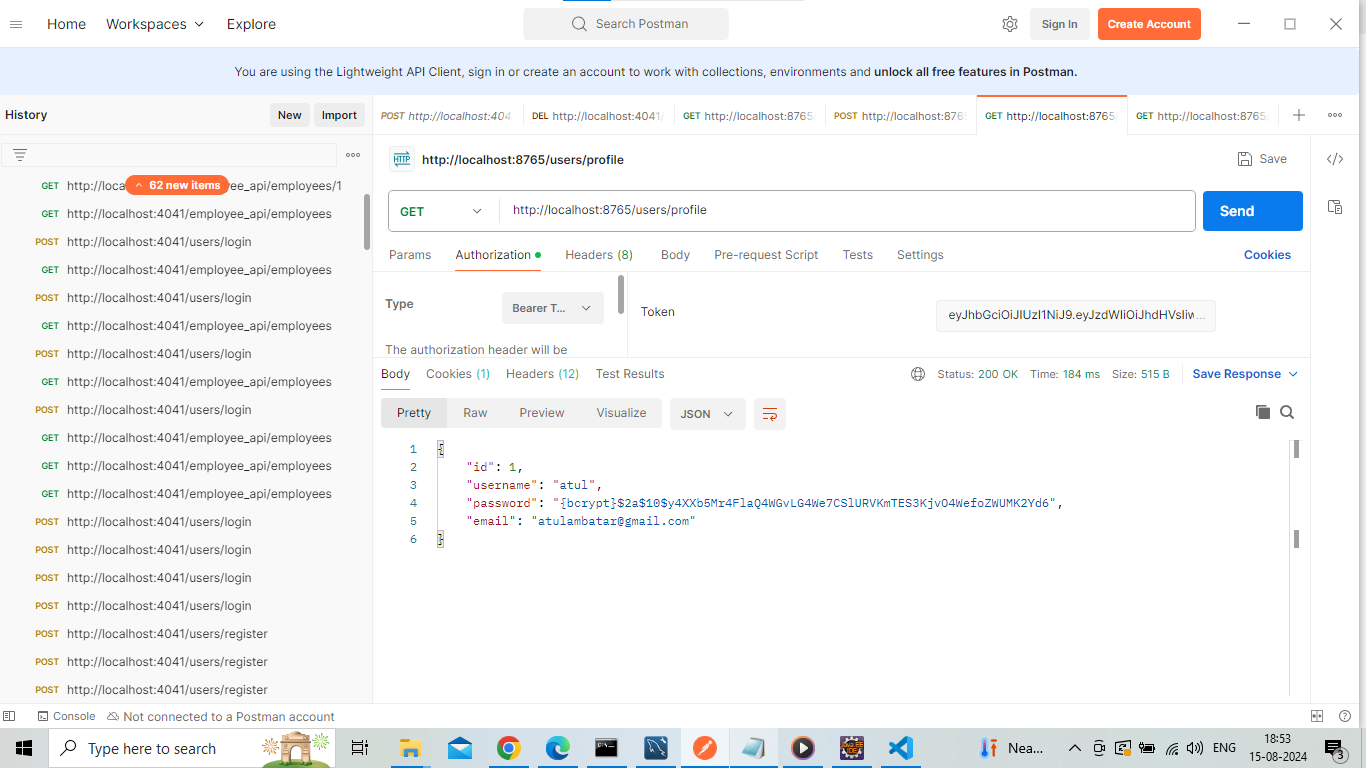 Home Workspaces Explore Search Postman Sign In Create Account
You are using the Lightweight API Client, sign in or create an account to work with collections, environments and unlock all free features in Postman.
History New Import
POST http://localhost:404 DEL http://localhost:4041/ GET http://localhost:8765 POST http://localhost:876 GET http://localhost:8765 GET http://localhost:8765
HTTP http://localhost:8765/users/profile Save
GET http://localhost:8765/users/profile Send
Params Authorization Headers (8) Body Pre-request Script Tests Settings Cookies
Type Bearer T... Token eyJhbGciOiJIUzI1NiJ9.eyJzdWIiOiJhdHVsIiw...
The authorization header will be
Body Cookies (1) Headers (12) Test Results Status: 200 OK Time: 184 ms Size: 515 B Save Response
Pretty Raw Preview Visualize JSON
1 {
2 "id": 1,
3 "username": "atul",
4 "password": "{bcrypt}$2a$10$y4XXb5Mr4FlaQ4WGvLG4We7CSlURVKmTES3KjvO4WefoZWUMK2Yd6",
5 "email": "atulambatar@gmail.com"
6 }
62 new items
GET http://loca ee_api/employees/1
GET http://localhost:4041/employee_api/employees
POST http://localhost:4041/users/login
GET http://localhost:4041/employee_api/employees
POST http://localhost:4041/users/login
GET http://localhost:4041/employee_api/employees
POST http://localhost:4041/users/login
GET http://localhost:4041/employee_api/employees
POST http://localhost:4041/users/login
GET http://localhost:4041/employee_api/employees
GET http://localhost:4041/employee_api/employees
GET http://localhost:4041/employee_api/employees
POST http://localhost:4041/users/login
POST http://localhost:4041/users/login
POST http://localhost:4041/users/login
POST http://localhost:4041/users/login
POST http://localhost:4041/users/register
POST http://localhost:4041/users/register
POST http://localhost:4041/users/register
Console Not connected to a Postman account
Type here to search Nea... ENG 18:53
15-08-2024 3